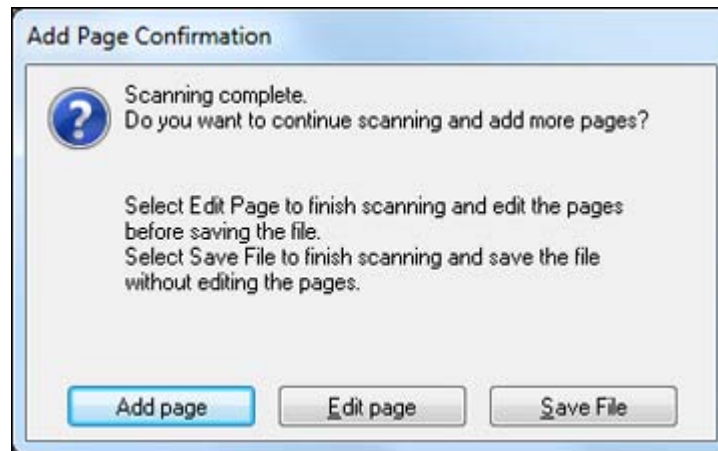 Add Page Confirmation
?
Scanning complete.
Do you want to continue scanning and add more pages?
Select Edit Page to finish scanning and edit the pages
before saving the file.
Select Save File to finish scanning and save the file
without editing the pages.
Add page
Edit page
Save File